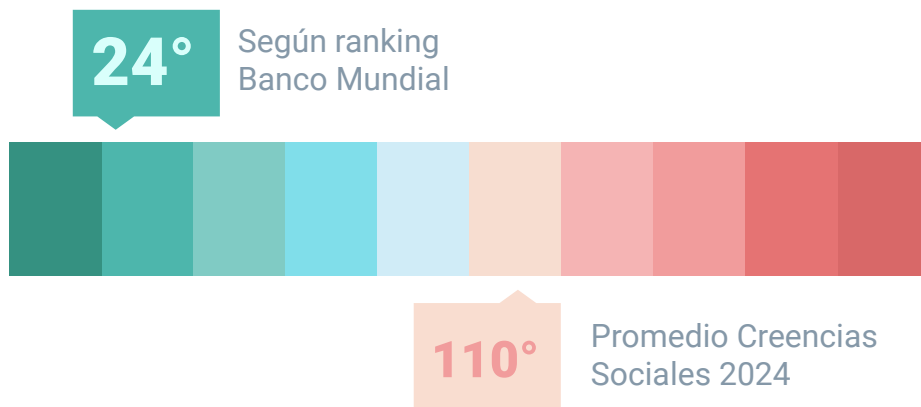 24°
Según ranking
Banco Mundial
110°
Promedio Creencias
Sociales 2024